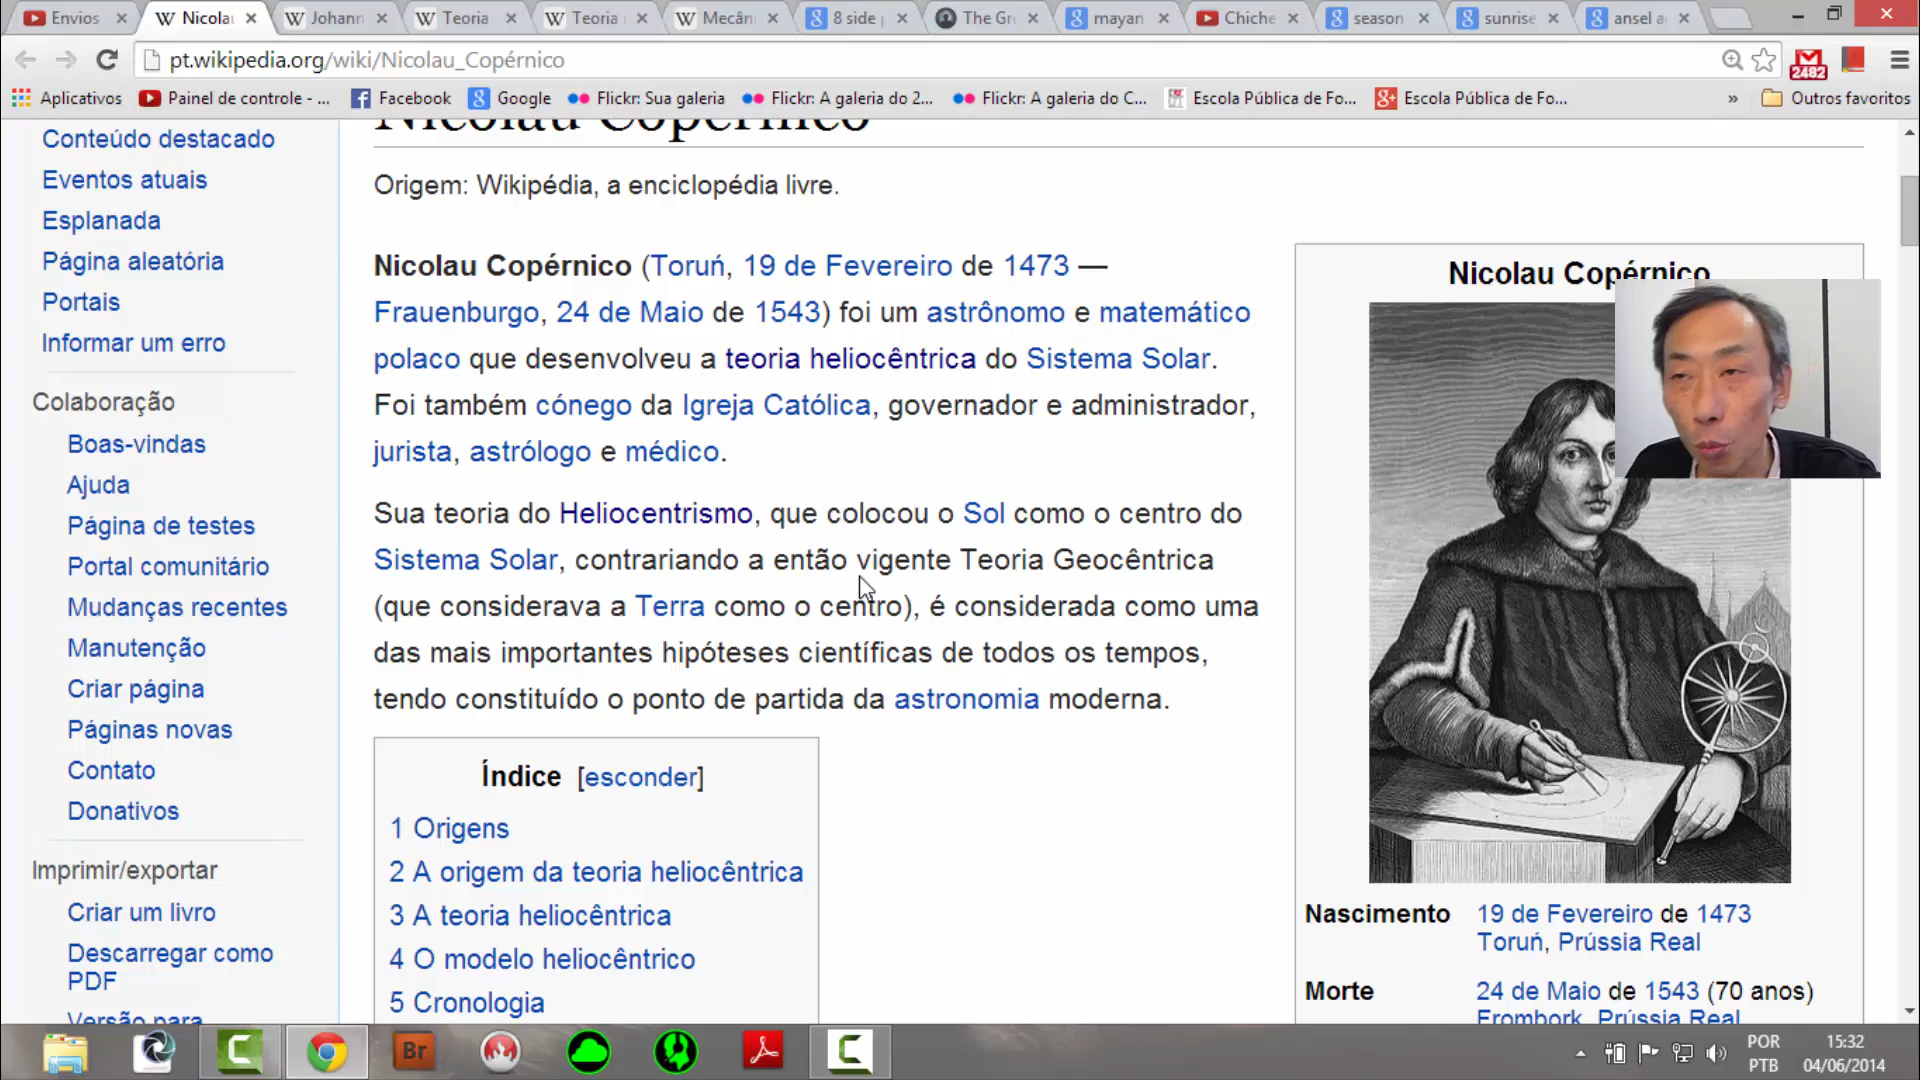 Envios
Nicolau
Johann
Teoria
Teoria
Mecân
8 side
The Gr
mayan
Chiche
season
sunrise
ansel a
pt.wikipedia.org/wiki/Nicolau_Copérnico
2482
Aplicativos
Painel de controle - ...
Facebook
Google
Flickr: Sua galeria
Flickr: A galeria do 2...
Flickr: A galeria do C...
Escola Pública de Fo...
Escola Pública de Fo...
»
Outros favoritos
Conteúdo destacado
Eventos atuais
Esplanada
Página aleatória
Portais
Informar um erro
Colaboração
Boas-vindas
Ajuda
Página de testes
Portal comunitário
Mudanças recentes
Manutenção
Criar página
Páginas novas
Contato
Donativos
Imprimir/exportar
Criar um livro
Descarregar como
PDF
Versão para
Nicolau Copérnico
Origem: Wikipédia, a enciclopédia livre.
Nicolau Copérnico (Toruń, 19 de Fevereiro de 1473 —
Frauenburgo, 24 de Maio de 1543) foi um astrônomo e matemático
polaco que desenvolveu a teoria heliocêntrica do Sistema Solar.
Foi também cónego da Igreja Católica, governador e administrador,
jurista, astrólogo e médico.
Sua teoria do Heliocentrismo, que colocou o Sol como o centro do
Sistema Solar, contrariando a então vigente Teoria Geocêntrica
(que considerava a Terra como o centro), é considerada como uma
das mais importantes hipóteses científicas de todos os tempos,
tendo constituído o ponto de partida da astronomia moderna.
Índice [esconder]
1 Origens
2 A origem da teoria heliocêntrica
3 A teoria heliocêntrica
4 O modelo heliocêntrico
5 Cronologia
Nicolau Copérnico
Nascimento 19 de Fevereiro de 1473
Toruń, Prússia Real
Morte 24 de Maio de 1543 (70 anos)
Frombork, Prússia Real
Br
POR
PTB
15:32
04/06/2014